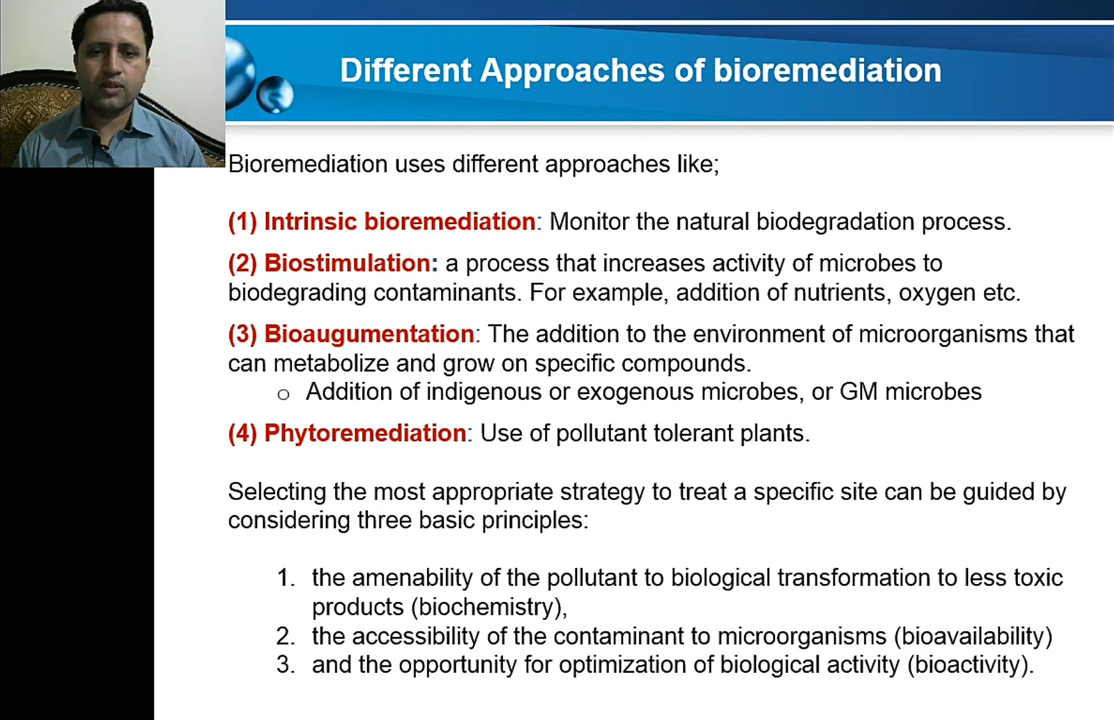 Different Approaches of bioremediation
Bioremediation uses different approaches like;
(1) Intrinsic bioremediation: Monitor the natural biodegradation process.
(2) Biostimulation: a process that increases activity of microbes to
biodegrading contaminants. For example, addition of nutrients, oxygen etc.
(3) Bioaugumentation: The addition to the environment of microorganisms that
can metabolize and grow on specific compounds.
o Addition of indigenous or exogenous microbes, or GM microbes
(4) Phytoremediation: Use of pollutant tolerant plants.
Selecting the most appropriate strategy to treat a specific site can be guided by
considering three basic principles:
1. the amenability of the pollutant to biological transformation to less toxic
products (biochemistry),
2. the accessibility of the contaminant to microorganisms (bioavailability)
3. and the opportunity for optimization of biological activity (bioactivity).